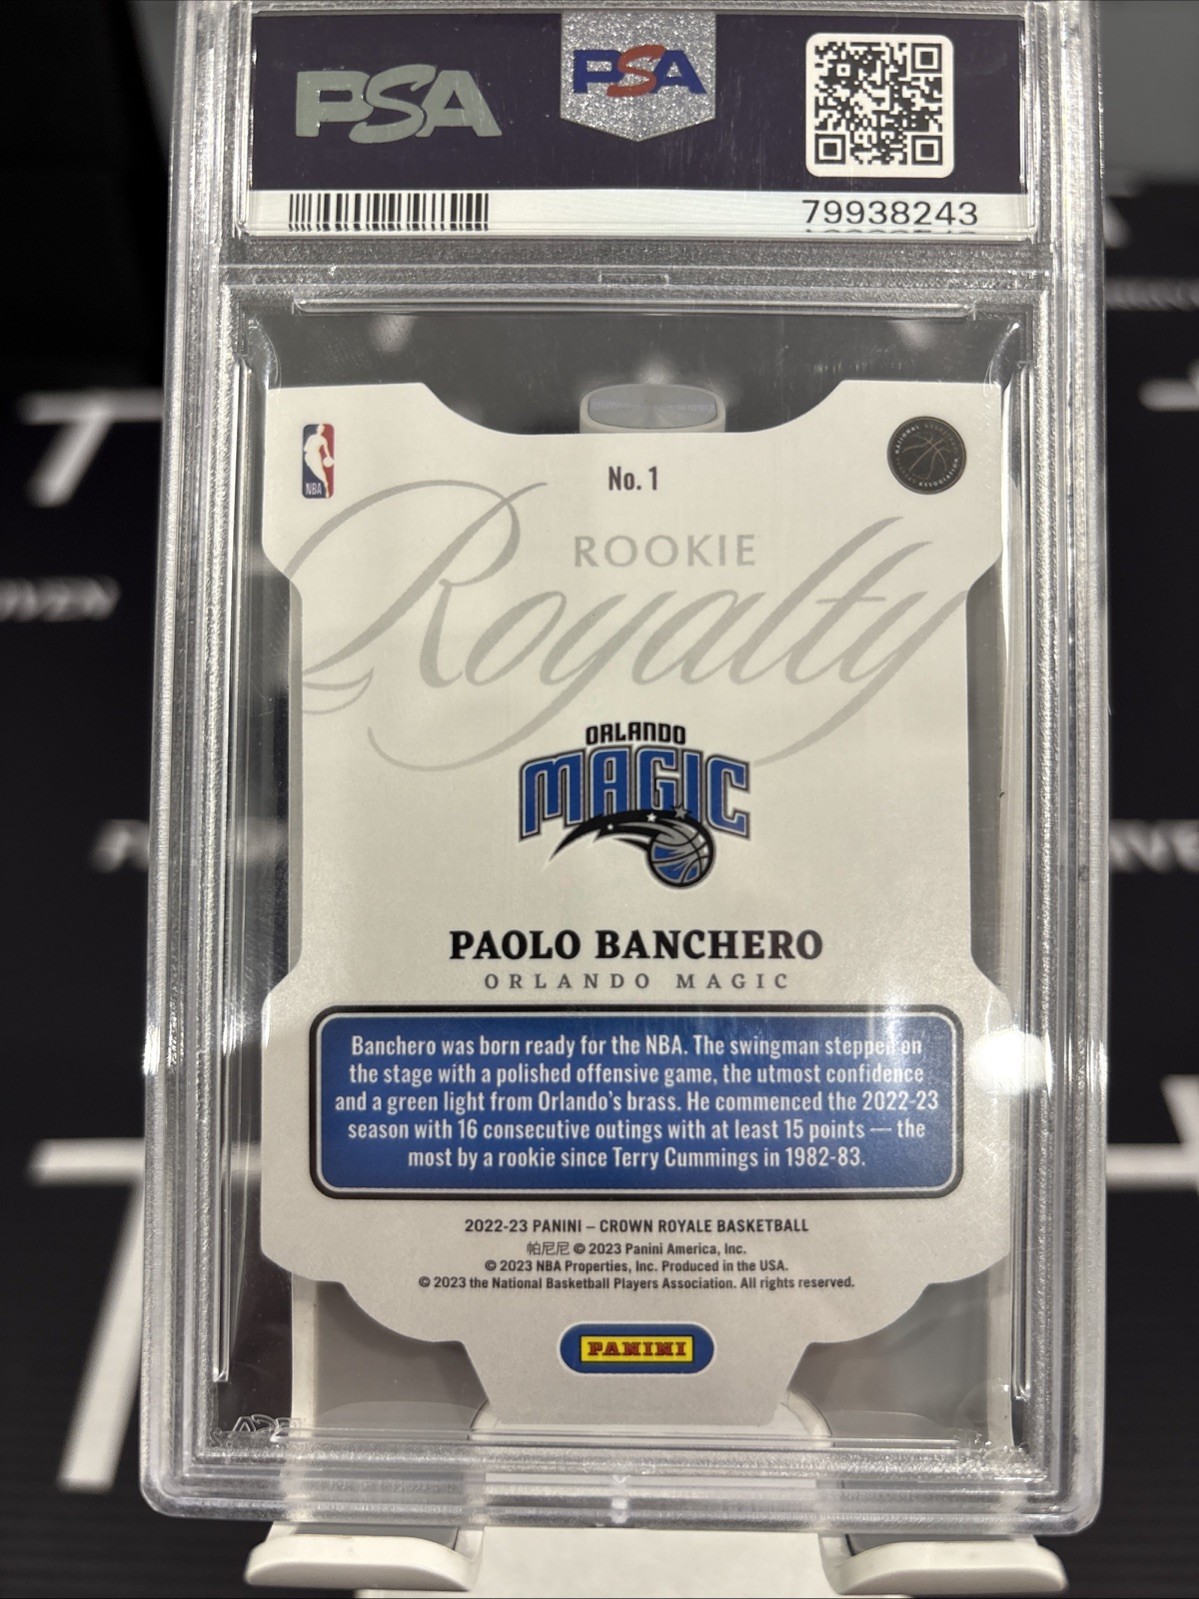 PSA
PSA
79938243
NBA
No. 1
NATIONAL BASKETBALL PLAYERS ASSOCIATION
ROOKIE
Royalty
ORLANDO
MAGIC
PAOLO BANCHERO
ORLANDO MAGIC
Banchero was born ready for the NBA. The swingman stepped on
the stage with a polished offensive game, the utmost confidence
and a green light from Orlando's brass. He commenced the 2022-23
season with 16 consecutive outings with at least 15 points — the
most by a rookie since Terry Cummings in 1982-83.
2022-23 PANINI – CROWN ROYALE BASKETBALL
帕尼尼 © 2023 Panini America, Inc.
© 2023 NBA Properties, Inc. Produced in the USA.
© 2023 the National Basketball Players Association. All rights reserved.
PANINI